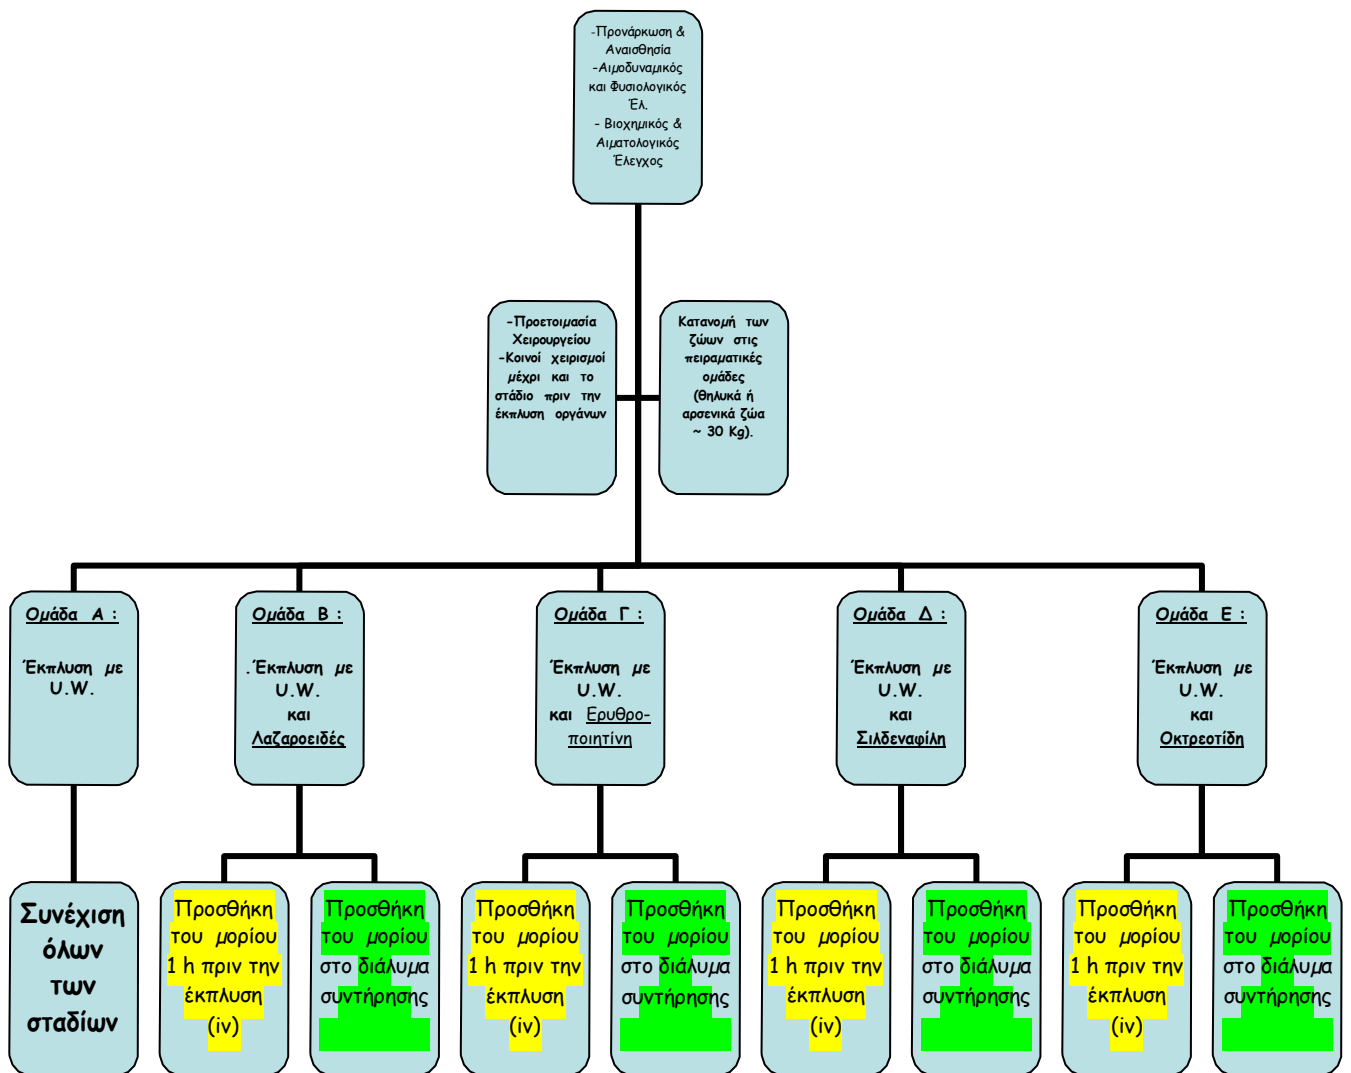 -Προνάρκωση &
Αναισθησία
-Αιμοδυναμικός
και Φυσιολογικός
Έλ.
- Βιοχημικός &
Αιματολογικός
Έλεγχος
-Προετοιμασία
Χειρουργείου
-Κοινοί χειρισμοί
μέχρι και το
στάδιο πριν την
έκπλυση οργάνων
Κατανομή των
ζώων στις
πειραματικές
ομάδες
(θηλυκά ή
αρσενικά ζώα
~ 30 Kg).
Ομάδα Α :
Έκπλυση με
U.W.
Ομάδα Β :
.Έκπλυση με
U.W.
και
Λαζαροειδές
Ομάδα Γ :
Έκπλυση με
U.W.
και Ερυθρο-
ποιητίνη
Ομάδα Δ :
Έκπλυση με
U.W.
και
Σιλδεναφίλη
Ομάδα Ε :
Έκπλυση με
U.W.
και
Οκτρεοτίδη
Συνέχιση
όλων
των
σταδίων
Προσθήκη
του μορίου
1 h πριν την
έκπλυση
(iv)
Προσθήκη
του μορίου
στο διάλυμα
συντήρησης
Προσθήκη
του μορίου
1 h πριν την
έκπλυση
(iv)
Προσθήκη
του μορίου
στο διάλυμα
συντήρησης
Προσθήκη
του μορίου
1 h πριν την
έκπλυση
(iv)
Προσθήκη
του μορίου
στο διάλυμα
συντήρησης
Προσθήκη
του μορίου
1 h πριν την
έκπλυση
(iv)
Προσθήκη
του μορίου
στο διάλυμα
συντήρησης